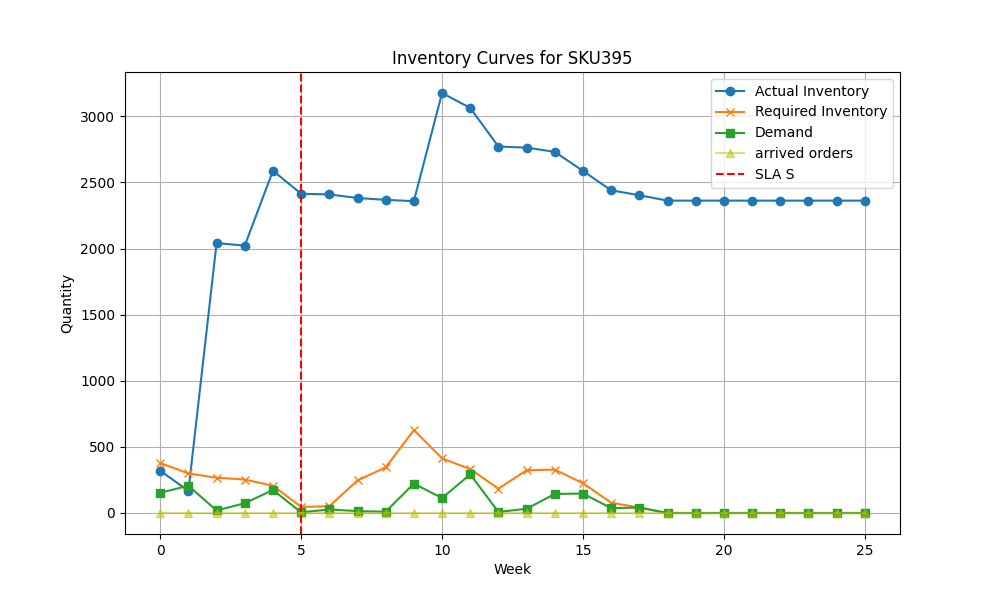 Inventory Curves for SKU395
Actual Inventory
Required Inventory
Demand
arrived orders
SLA S
Quantity
3000
2500
2000
1500
1000
500
0
0 5 10 15 20 25
Week